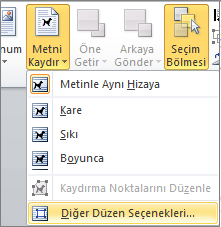 Metni Kaydır
Öne Getir
Arkaya Gönder
Seçim Bölmesi
Metinle Aynı Hizaya
Kare
Sıkı
Boyunca
Kaydırma Noktalarını Düzenle
Diğer Düzen Seçenekleri...